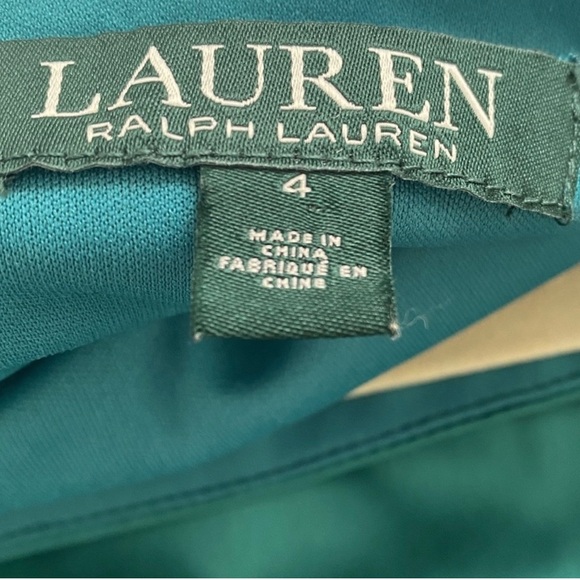 LAUREN
RALPH LAUREN
4
MADE IN
CHINA
FABRIQUÉ EN
CHINE